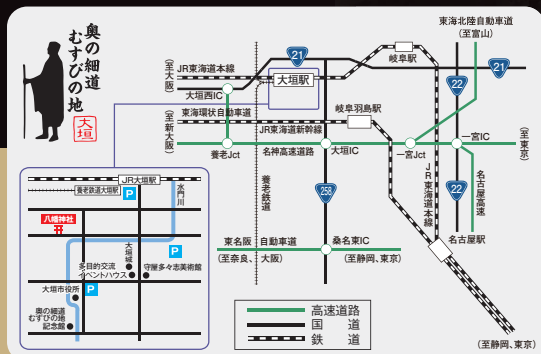 奥の細道
むすびの地
大垣
東海北陸自動車道
(至富山)
21
岐阜駅
21
22
(至大阪)
JR東海道本線
大垣駅
大垣西IC
東海環状自動車道
岐阜羽島駅
(至新大阪)
JR東海道新幹線
養老Jct
名神高速道路
大垣IC
一宮Jct
一宮IC
(至東京)
養老鉄道
258
JR東海道本線
22
名古屋高速
名古屋駅
東名阪
自動車道
桑名東IC
(至奈良、
大阪)
(至静岡、東京)
JR大垣駅
養老鉄道大垣駅
P
水門川
八幡神社
大垣城
P
多目的交流
イベントハウス
守屋多々志美術館
大垣市役所
P
奥の細道
むすびの地
記念館
高速道路
国道
鉄道
(至静岡、東京)